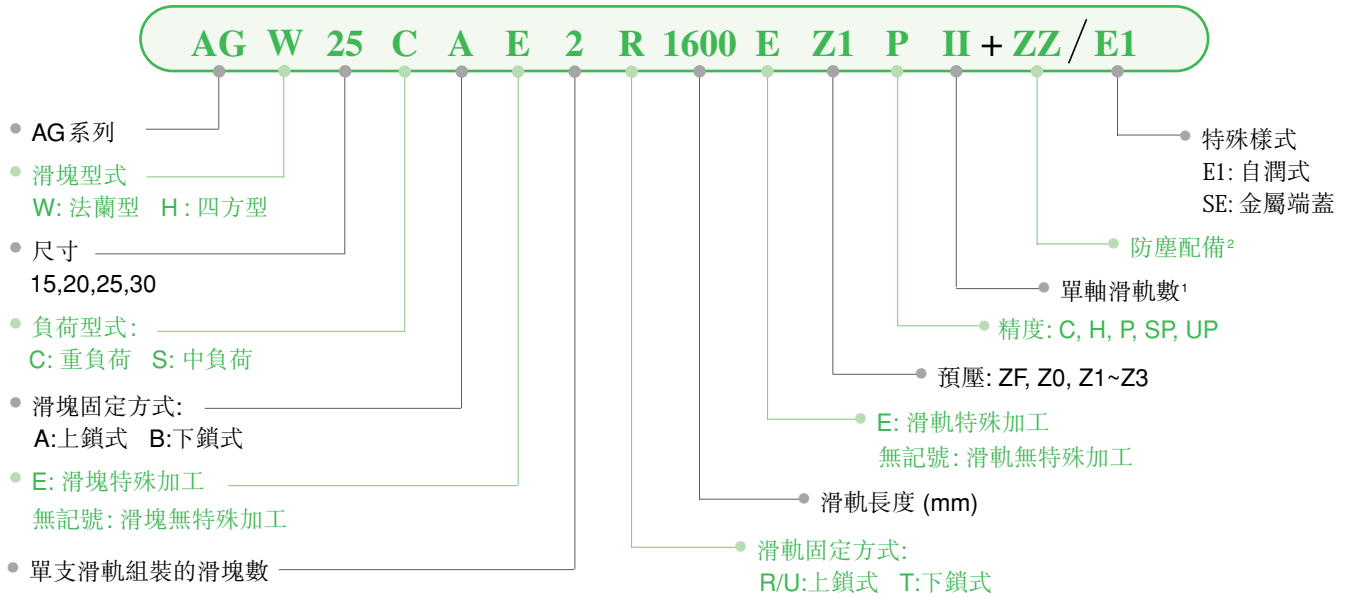 AG W 25 C A E 2 R 1600 E Z1 P II + ZZ / E1
AG系列
滑塊型式
W: 法蘭型 H : 四方型
尺寸
15,20,25,30
負荷型式:
C: 重負荷 S: 中負荷
滑塊固定方式:
A:上鎖式 B:下鎖式
E: 滑塊特殊加工
無記號: 滑塊無特殊加工
單支滑軌組裝的滑塊數
滑軌固定方式:
R/U:上鎖式 T:下鎖式
滑軌長度 (mm)
E: 滑軌特殊加工
無記號: 滑軌無特殊加工
預壓: ZF, Z0, Z1~Z3
精度: C, H, P, SP, UP
單軸滑軌數¹
防塵配備²
特殊樣式
E1: 自潤式
SE: 金屬端蓋